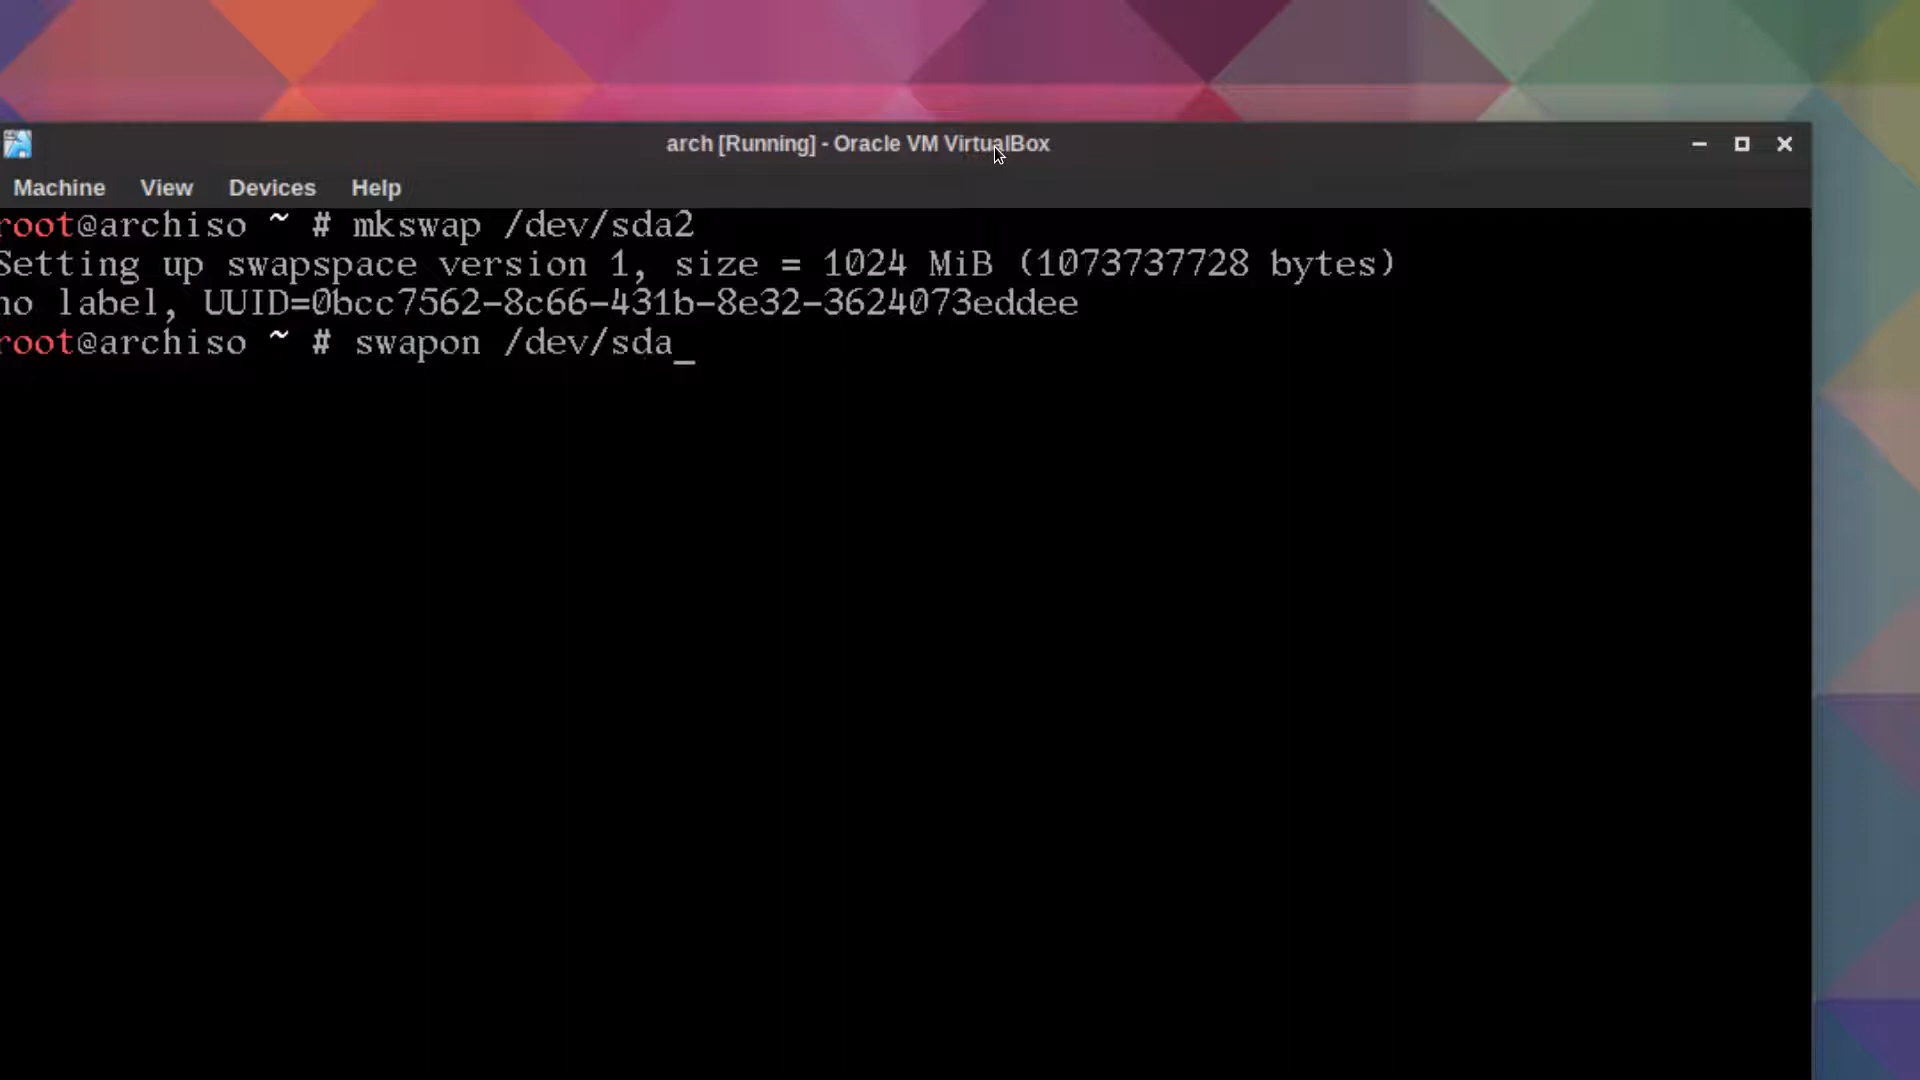 arch [Running] - Oracle VM VirtualBox
Machine View Devices Help
root@archiso ~ # mkswap /dev/sda2
Setting up swapspace version 1, size = 1024 MiB (1073737728 bytes)
no label, UUID=0bcc7562-8c66-431b-8e32-3624073eddee
root@archiso ~ # swapon /dev/sda_